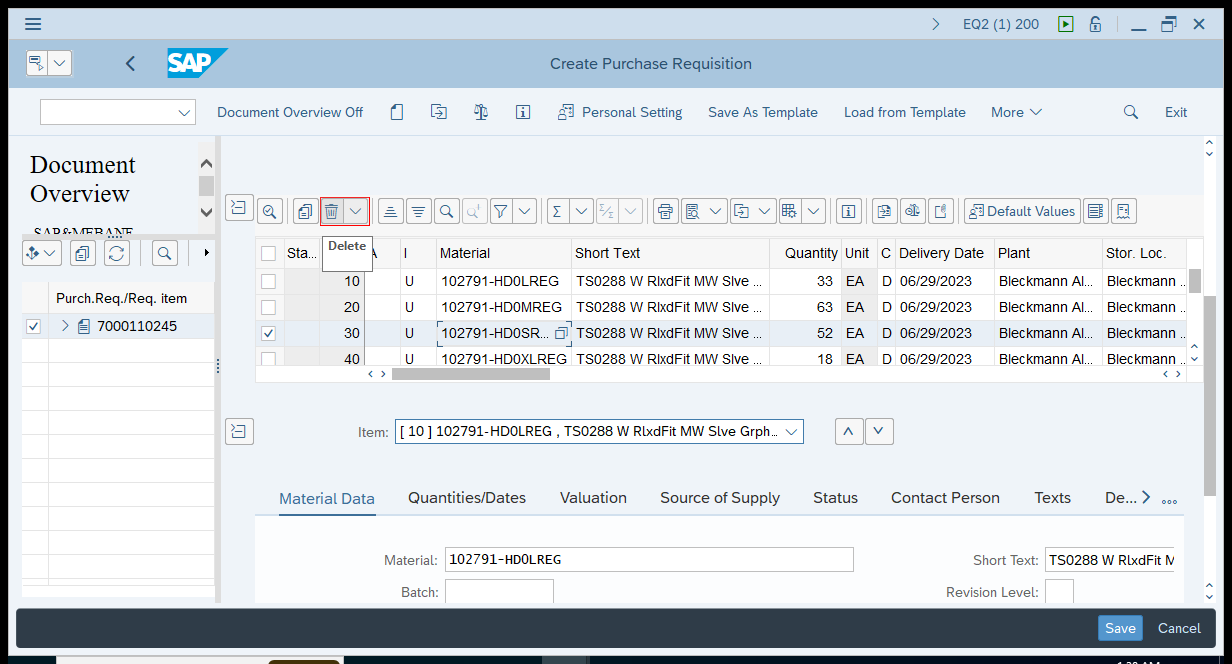 EQ2 (1) 200
SAP
Create Purchase Requisition
Document Overview Off
Personal Setting
Save As Template
Load from Template
More
Exit
Document
Overview
SAP&MEBANE
Default Values
Delete
Sta... A I Material Short Text Quantity Unit C Delivery Date Plant Stor. Loc.
10 U 102791-HD0LREG TS0288 W RlxdFit MW Slve ... 33 EA D 06/29/2023 Bleckmann Al... Bleckmann ..
20 U 102791-HD0MREG TS0288 W RlxdFit MW Slve ... 63 EA D 06/29/2023 Bleckmann Al... Bleckmann ..
30 U 102791-HD0SR... TS0288 W RlxdFit MW Slve ... 52 EA D 06/29/2023 Bleckmann Al... Bleckmann ..
40 U 102791-HD0XLREG TS0288 W RlxdFit MW Slve ... 18 EA D 06/29/2023 Bleckmann Al... Bleckmann ..
Purch.Req./Req. item
7000110245
Item: [ 10 ] 102791-HD0LREG , TS0288 W RlxdFit MW Slve Grph...
Material Data
Quantities/Dates
Valuation
Source of Supply
Status
Contact Person
Texts
De...
Material: 102791-HD0LREG
Short Text: TS0288 W RlxdFit M
Batch:
Revision Level:
Save
Cancel